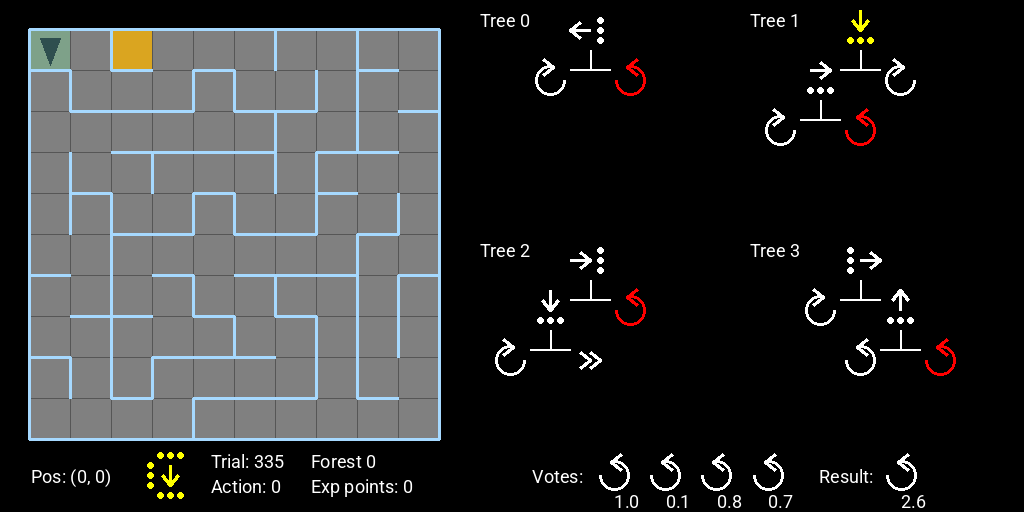 Tree 0
Tree 1
Tree 2
Tree 3
Pos: (0, 0)
Trial: 335
Forest 0
Action: 0
Exp points: 0
Votes:
1.0
0.1
0.8
0.7
Result:
2.6